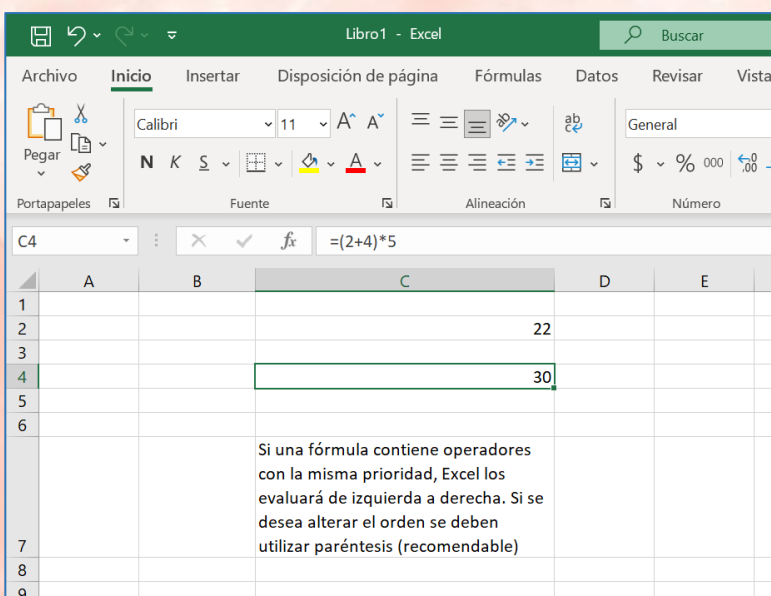 Libro1 - Excel
Buscar
Archivo Inicio Insertar Disposición de página Fórmulas Datos Revisar Vista
Calibri 11 A A ab General
Pegar c
N K S A $ % 000 0 ,00
Portapapeles Fuente Alineación Número
C4 fx =(2+4)*5
A B C D E
1
2 22
3
4 30
5
6
Si una fórmula contiene operadores
con la misma prioridad, Excel los
evaluará de izquierda a derecha. Si se
desea alterar el orden se deben
7 utilizar paréntesis (recomendable)
8
9